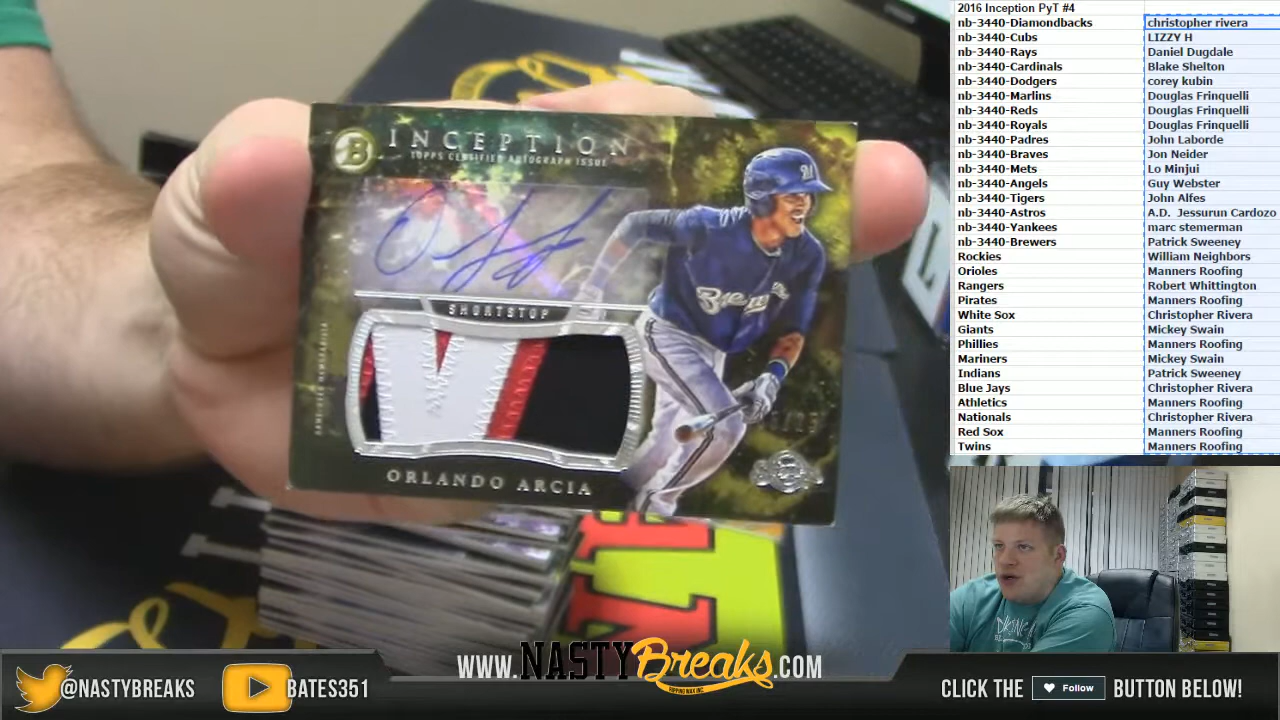 2016 Inception PyT #4
nb-3440-Diamondbacks christopher rivera
nb-3440-Cubs LIZZY H
nb-3440-Rays Daniel Dugdale
nb-3440-Cardinals Blake Shelton
nb-3440-Dodgers corey kubin
nb-3440-Marlins Douglas Frinquelli
nb-3440-Reds Douglas Frinquelli
nb-3440-Royals Douglas Frinquelli
nb-3440-Padres John Laborde
nb-3440-Braves Jon Neider
nb-3440-Mets Lo Minjui
nb-3440-Angels Guy Webster
nb-3440-Tigers John Alfes
nb-3440-Astros A.D. Jessurun Cardozo
nb-3440-Yankees marc stemerman
nb-3440-Brewers Patrick Sweeney
Rockies William Neighbors
Orioles Manners Roofing
Rangers Robert Whittington
Pirates Manners Roofing
White Sox Christopher Rivera
Giants Mickey Swain
Phillies Manners Roofing
Mariners Mickey Swain
Indians Patrick Sweeney
Blue Jays Christopher Rivera
Athletics Manners Roofing
Nationals Christopher Rivera
Red Sox Manners Roofing
Twins Manners Roofing
B INCEPTION
TOPPS CERTIFIED AUTOGRAPH ISSUE
Brewers
SHORTSTOP
GAME-USED MEMORABILIA
ORLANDO ARCIA
@NASTYBREAKS
BATES351
WWW.NASTYBreaks.COM
RIPPING WAX INC
CLICK THE Follow BUTTON BELOW!